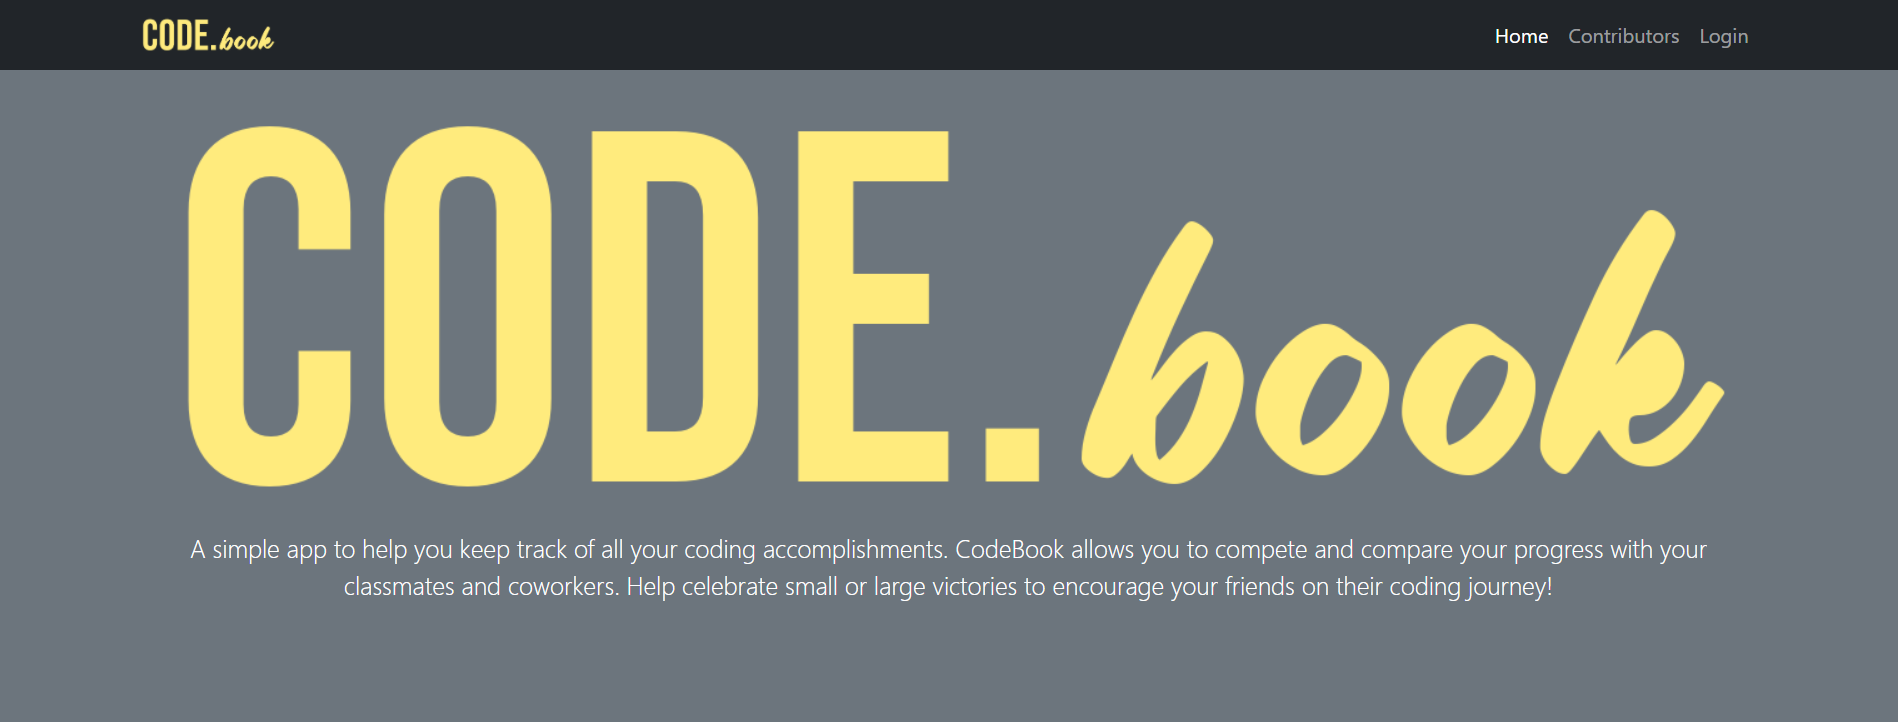 CODE.book
Home Contributors Login
CODE.book
A simple app to help you keep track of all your coding accomplishments. CodeBook allows you to compete and compare your progress with your
classmates and coworkers. Help celebrate small or large victories to encourage your friends on their coding journey!